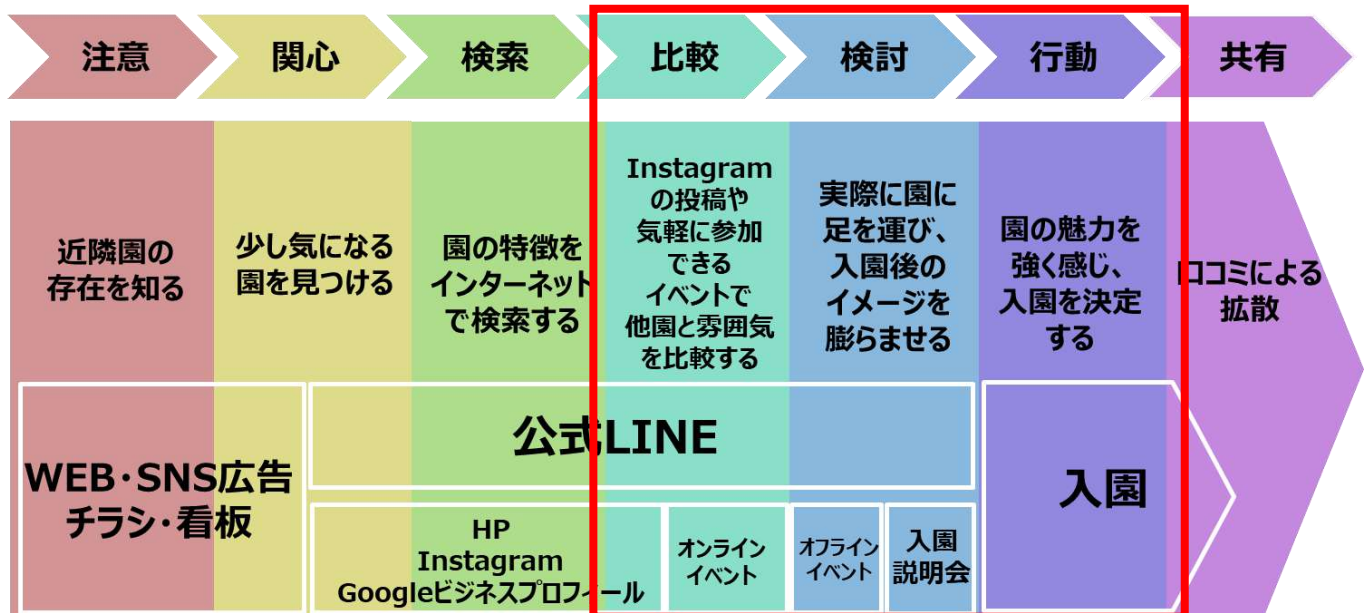 注意
関心
検索
比較
検討
行動
共有
近隣園の
存在を知る
少し気になる
園を見つける
園の特徴を
インターネット
で検索する
Instagram
の投稿や
気軽に参加
できる
イベントで
他園と雰囲気
を比較する
実際に園に
足を運び、
入園後の
イメージを
膨らませる
園の魅力を
強く感じ、
入園を決定
する
口コミによる
拡散
WEB・SNS広告
チラシ・看板
公式LINE
HP
Instagram
Googleビジネスプロフィール
オンライン
イベント
オフライン
イベント
入園
説明会
入園